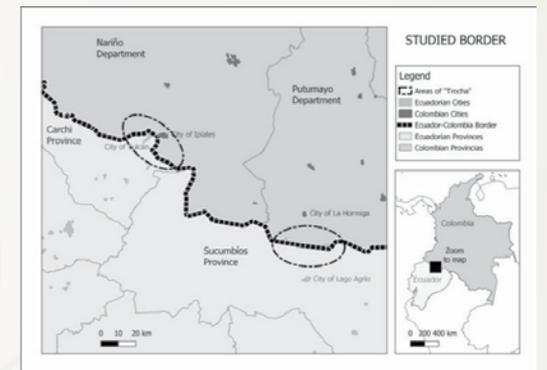 Nariño
Department
Putumayo
Department
Carchi
Province
City of Ipiales
City of Tulcán
City of La Hormiga
Sucumbíos
Province
City of Lago Agrio
0 10 20 km
STUDIED BORDER
Legend
Areas of "Trocha"
Ecuadorian Cities
Colombian Cities
Ecuador-Colombia Border
Ecuadorian Provinces
Colombian Provincias
Colombia
Zoom
to map
Ecuador
0 200 400 km